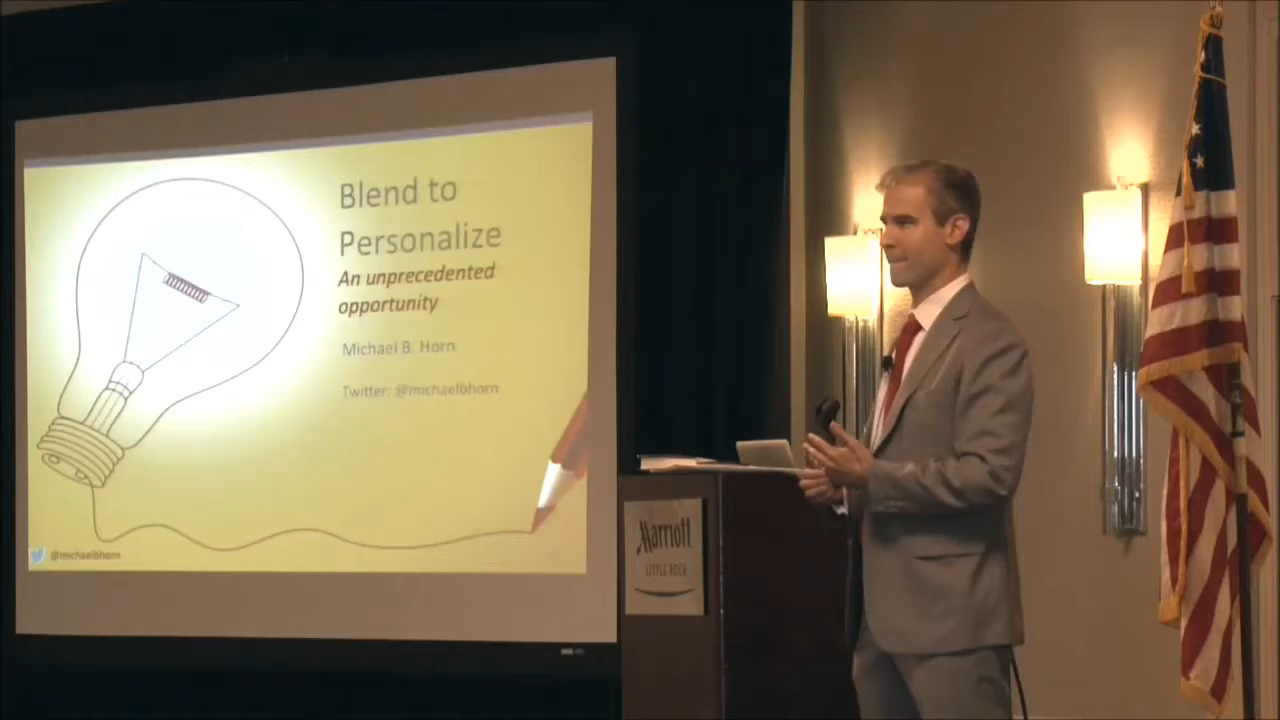 Blend to
Personalize
An unprecedented
opportunity
Michael B. Horn
Twitter: @michaelbhorn
@michaelbhorn
Marriott
LITTLE ROCK